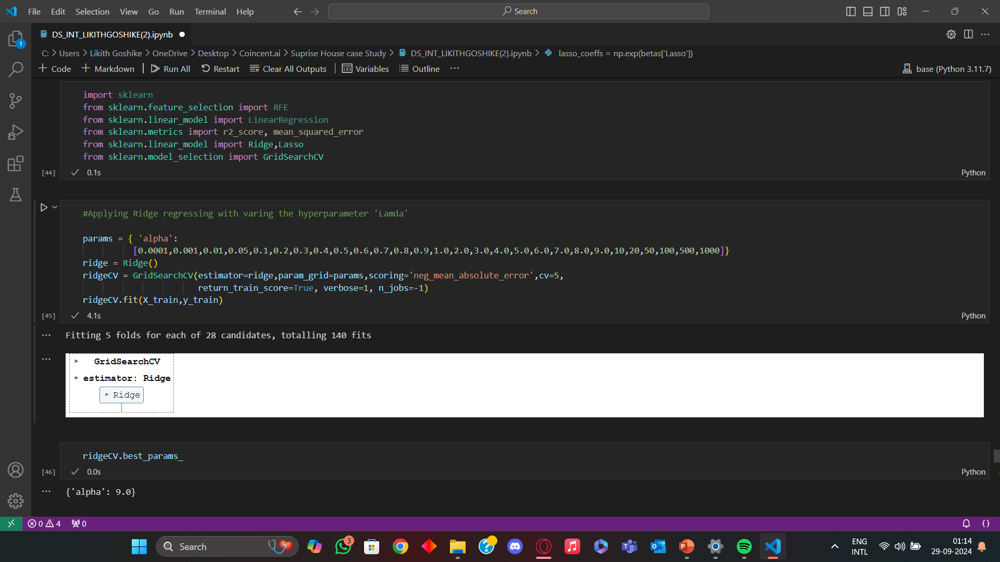 File Edit Selection View Go Run Terminal Help
Search
DS_INT_LIKITHGOSHIKE(2).ipynb
C: > Users > Likith Goshike > OneDrive > Desktop > Coincent.ai > Suprise House case Study > DS_INT_LIKITHGOSHIKE(2).ipynb > lasso_coeffs = np.exp(betas['Lasso'])
+ Code + Markdown | Run All Restart Clear All Outputs | Variables Outline ...
base (Python 3.11.7)
1
import sklearn
from sklearn.feature_selection import RFE
from sklearn.linear_model import LinearRegression
from sklearn.metrics import r2_score, mean_squared_error
from sklearn.linear_model import Ridge,Lasso
from sklearn.model_selection import GridSearchCV
[44] 0.1s Python
#Applying Ridge regressing with varing the hyperparameter 'Lamda'
params = { 'alpha':
[0.0001,0.001,0.01,0.05,0.1,0.2,0.3,0.4,0.5,0.6,0.7,0.8,0.9,1.0,2.0,3.0,4.0,5.0,6.0,7.0,8.0,9.0,10,20,50,100,500,1000]}
ridge = Ridge()
ridgeCV = GridSearchCV(estimator=ridge,param_grid=params,scoring='neg_mean_absolute_error',cv=5,
return_train_score=True, verbose=1, n_jobs=-1)
ridgeCV.fit(X_train,y_train)
[45] 4.1s Python
... Fitting 5 folds for each of 28 candidates, totalling 140 fits
...
GridSearchCV
estimator: Ridge
Ridge
ridgeCV.best_params_
[46] 0.0s Python
... {'alpha': 9.0}
0 4 0 {}
Search
3
ENG
INTL
01:14
29-09-2024